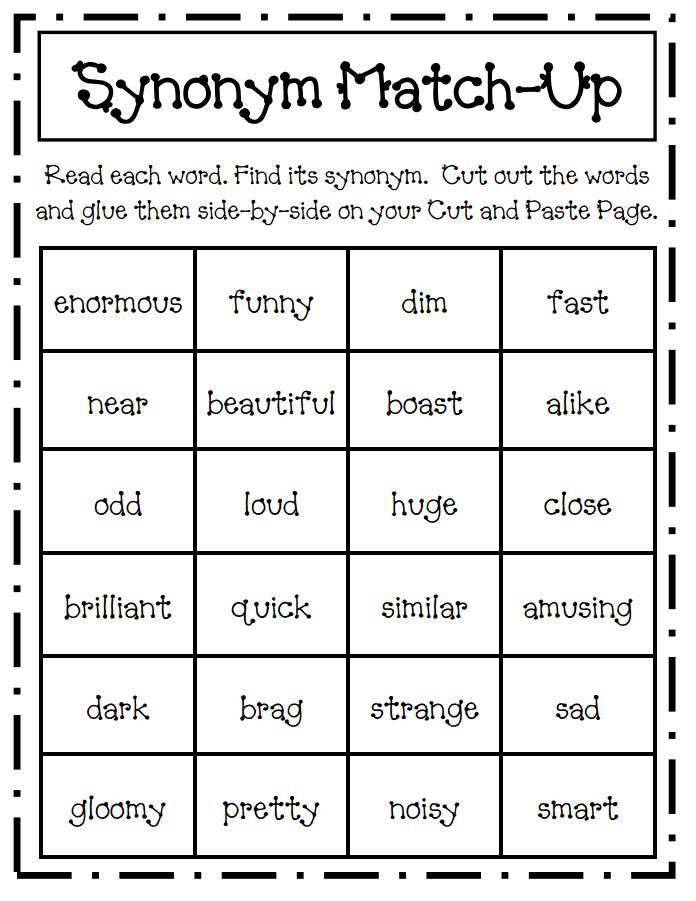 Synonym Match-Up
Read each word. Find its synonym. Cut out the words
and glue them side-by-side on your Cut and Paste Page.
enormous funny dim fast
near beautiful boast alike
odd loud huge close
brilliant quick similar amusing
dark brag strange sad
gloomy pretty noisy smart